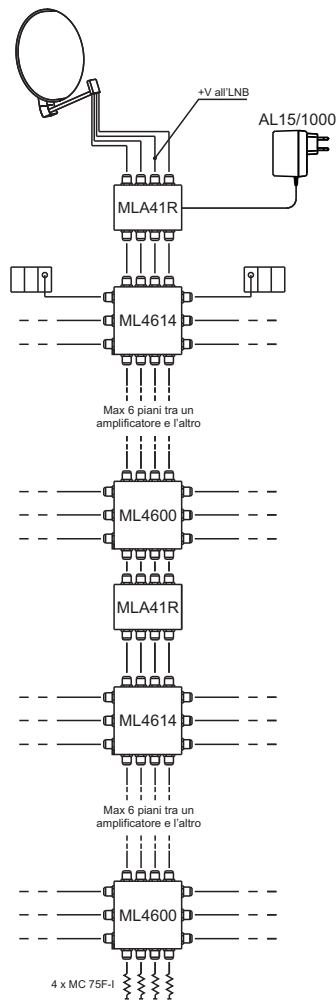 +V all'LNB
AL15/1000
MLA41R
ML4614
Max 6 piani tra un
amplificatore e l'altro
ML4600
MLA41R
ML4614
Max 6 piani tra un
amplificatore e l'altro
ML4600
4 x MC 75F-I